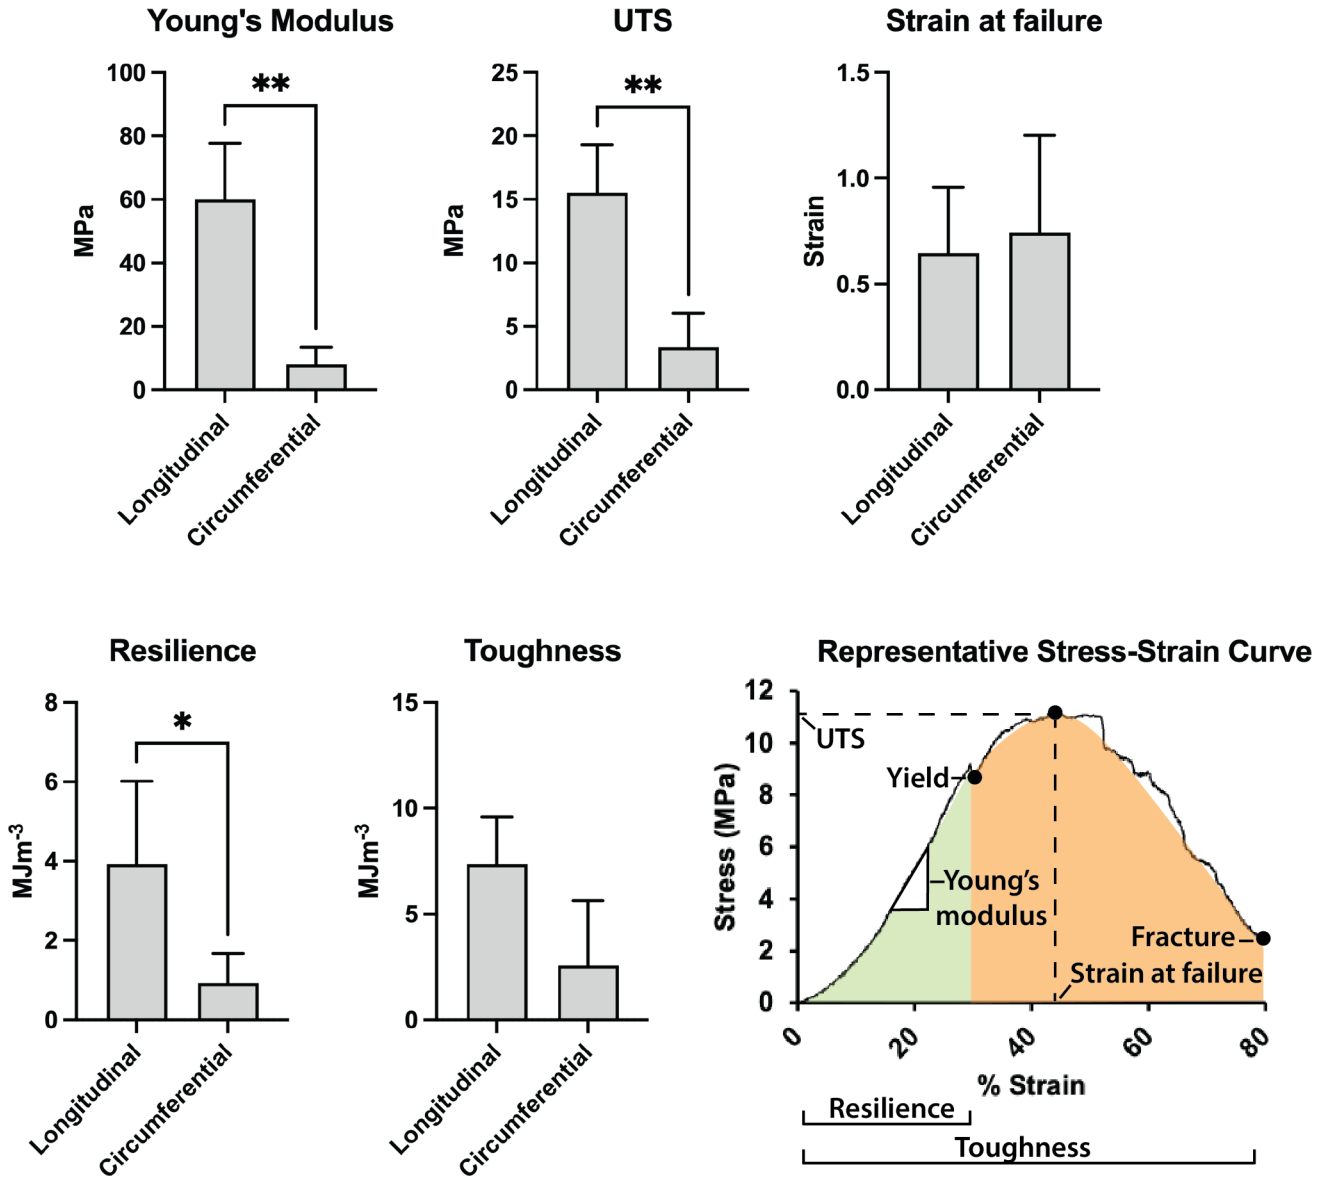 Young's Modulus
100
80
60
40
20
0
MPa
**
Longitudinal
Circumferential
UTS
25
20
15
10
5
0
MPa
**
Longitudinal
Circumferential
Strain at failure
1.5
1.0
0.5
0.0
Strain
Longitudinal
Circumferential
Resilience
8
6
4
2
0
MJm-3
*
Longitudinal
Circumferential
Toughness
15
10
5
0
MJm-3
Longitudinal
Circumferential
Representative Stress-Strain Curve
12
10
8
6
4
2
0
Stress (MPa)
UTS
Yield
Young's
modulus
Fracture
Strain at failure
0
20
40
60
80
% Strain
Resilience
Toughness